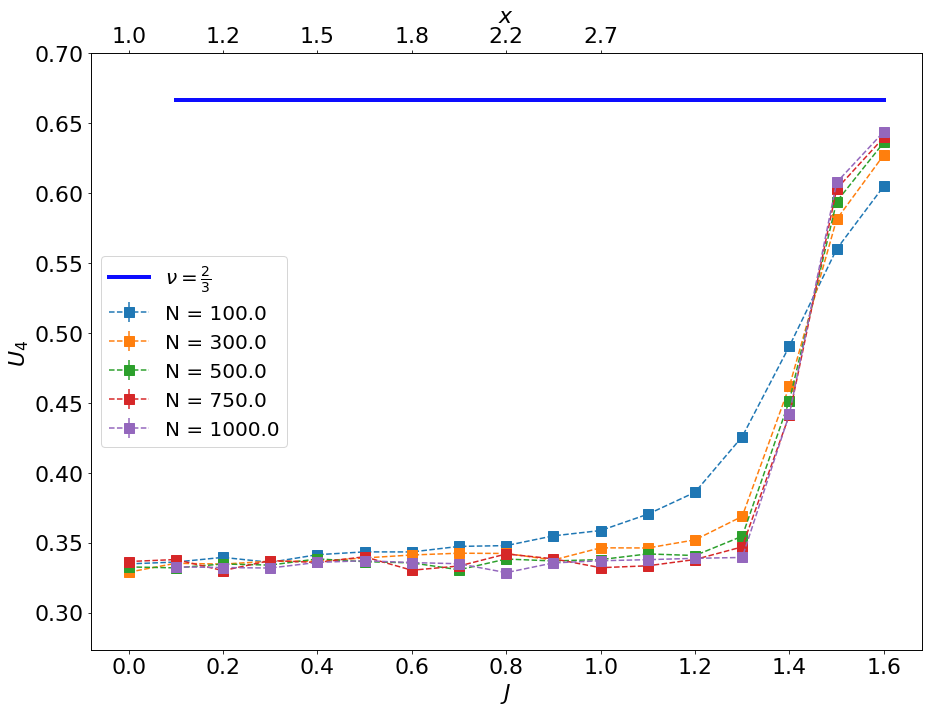 x
1.0 1.2 1.5 1.8 2.2 2.7
0.70
0.65
0.60
0.55
0.50
0.45
0.40
0.35
0.30
U₄
ν = 2/3
N = 100.0
N = 300.0
N = 500.0
N = 750.0
N = 1000.0
0.0 0.2 0.4 0.6 0.8 1.0 1.2 1.4 1.6
J